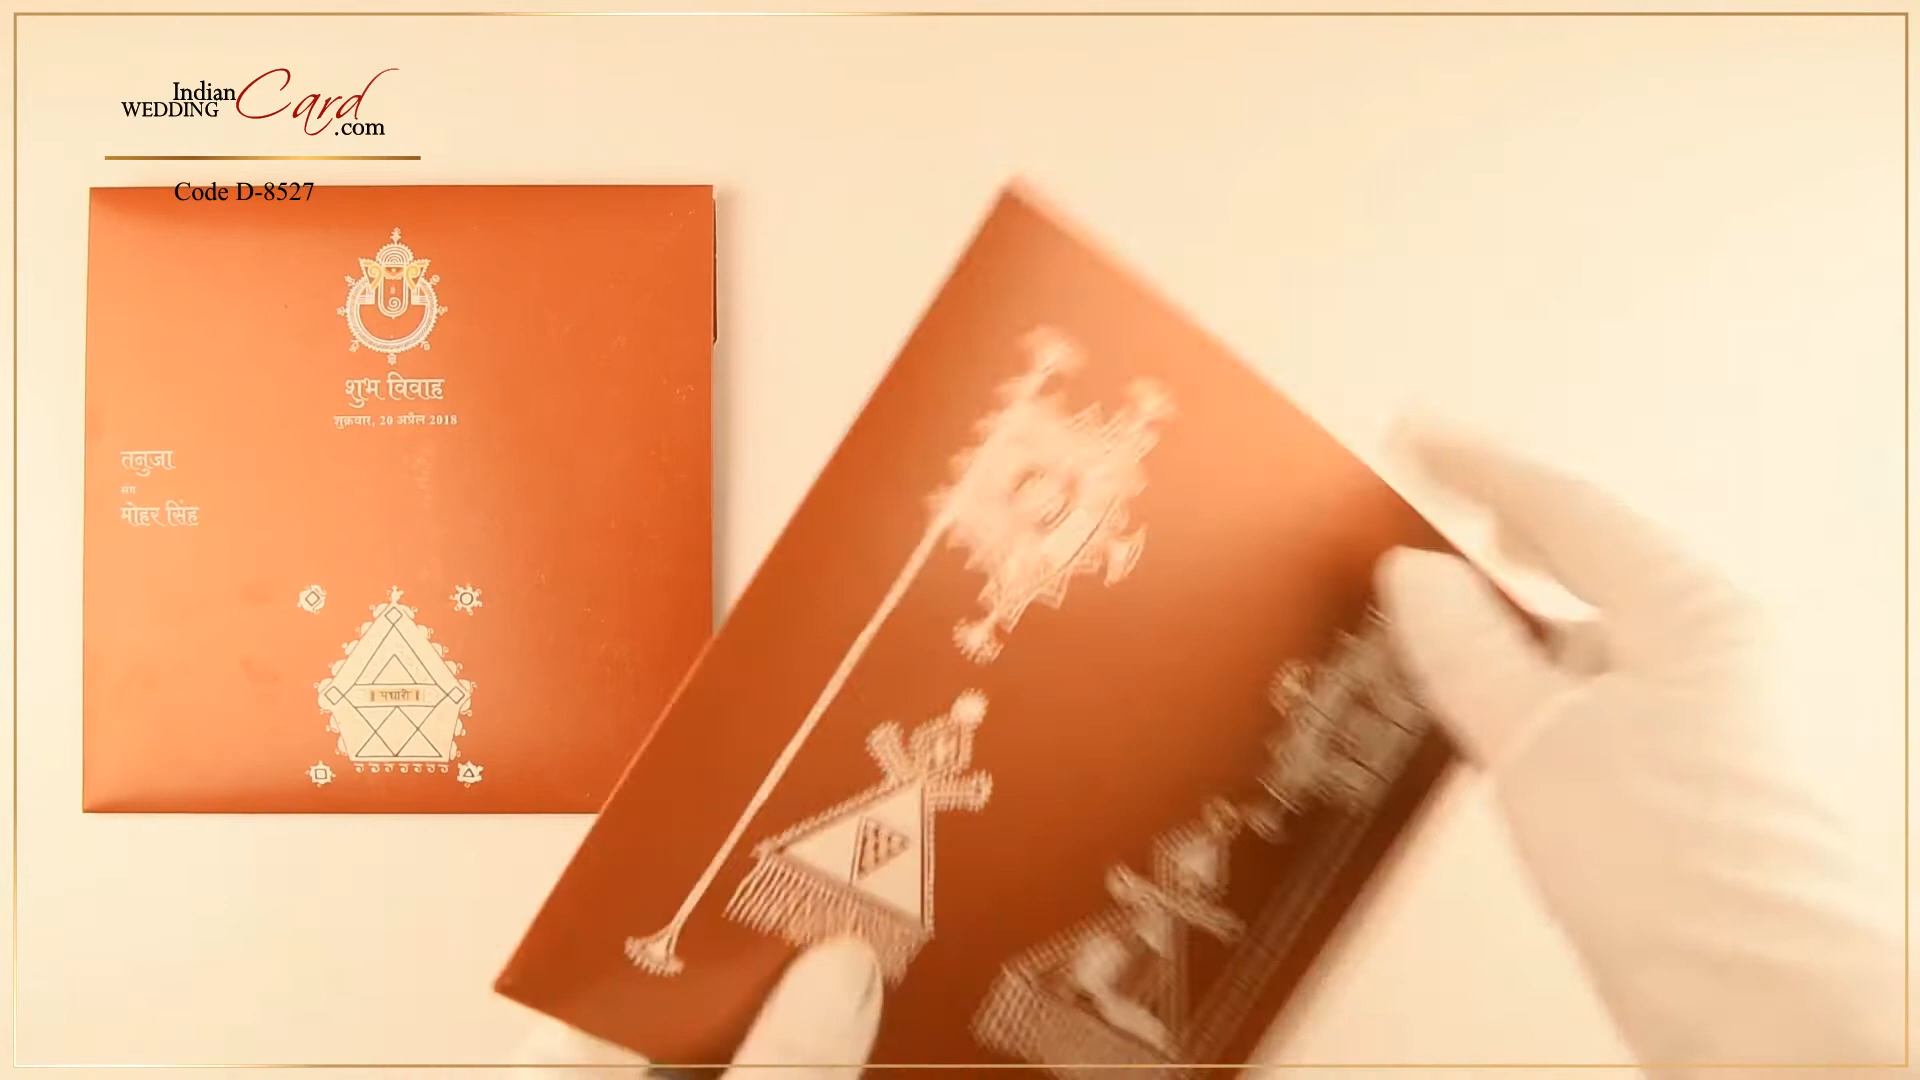 Indian
WEDDING Card
.com
Code D-8527
शुभ विवाह
शुक्रवार, 20 अप्रैल 2018
तनुजा
संग
मोहर सिंह
॥ पधारो ॥